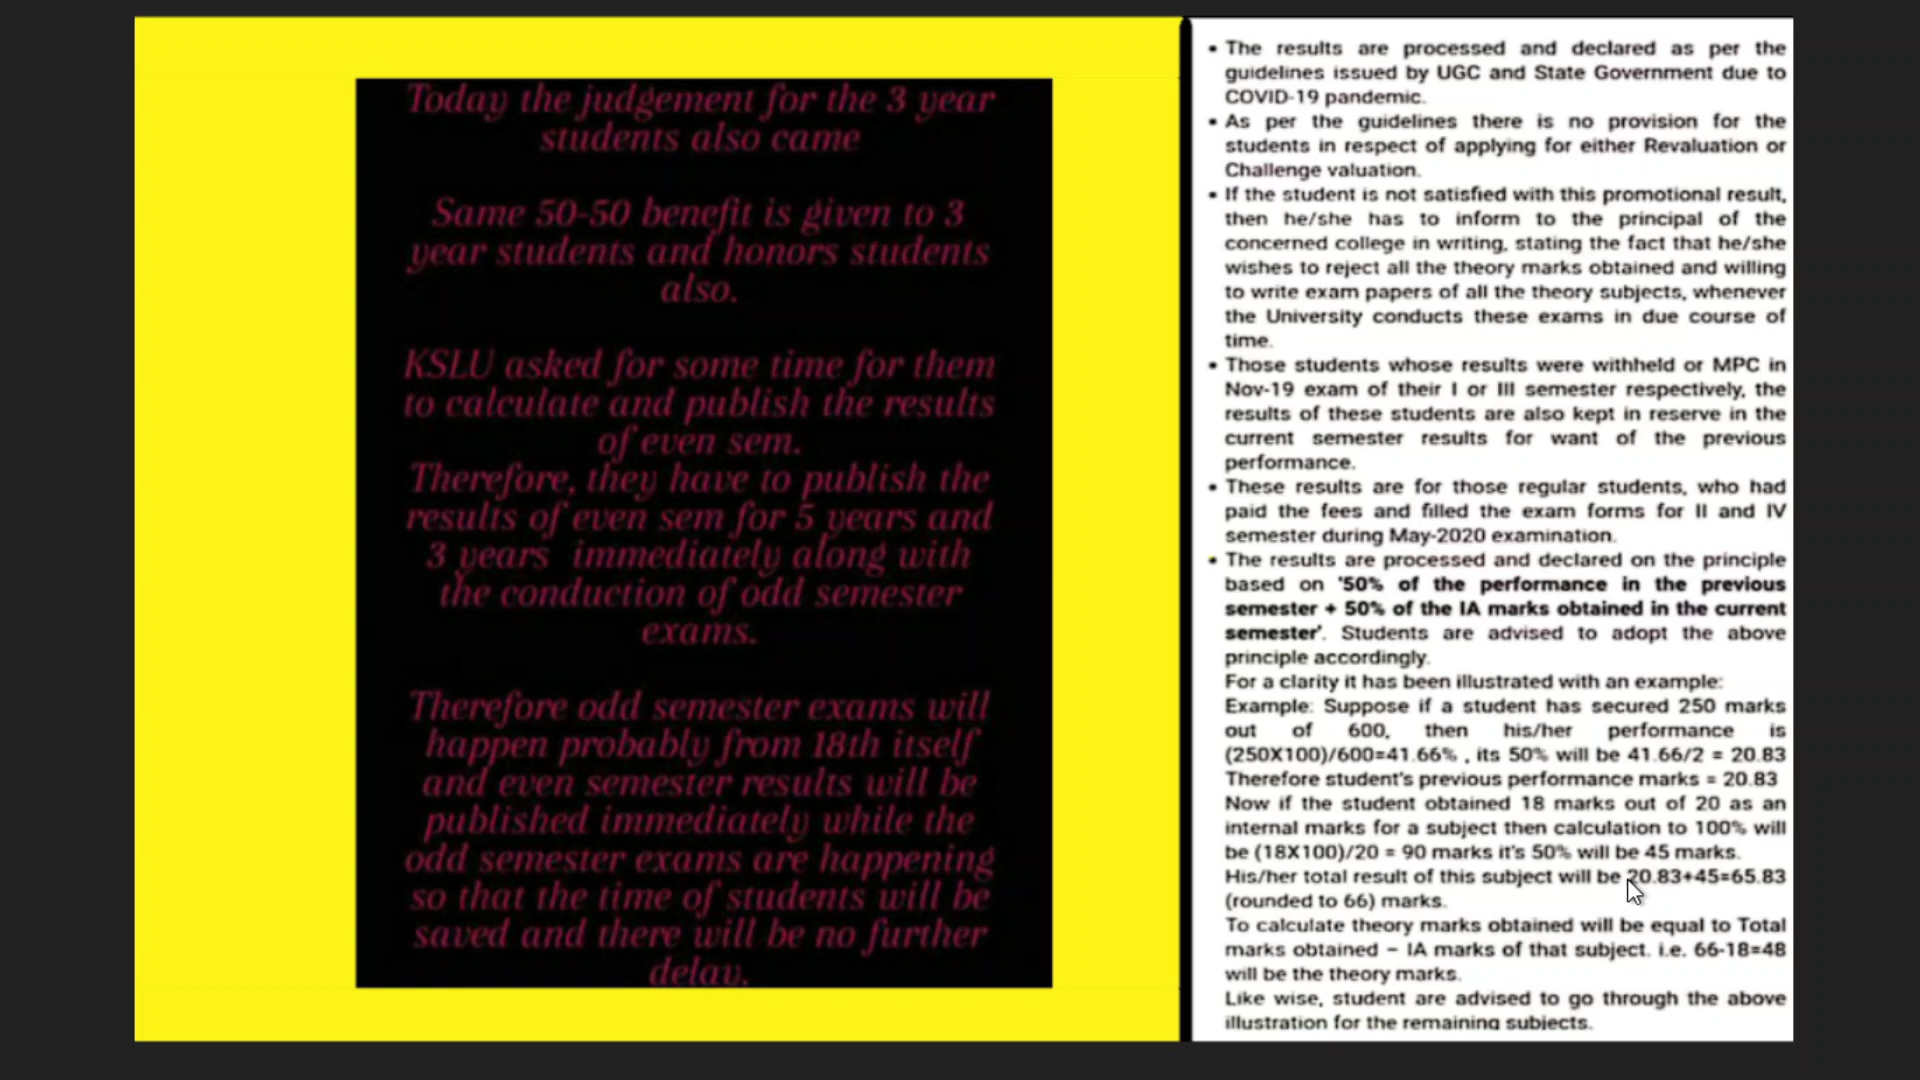 Today the judgement for the 3 year
students also came
Same 50-50 benefit is given to 3
year students and honors students
also.
KSLU asked for some time for them
to calculate and publish the results
of even sem.
Therefore, they have to publish the
results of even sem for 5 years and
3 years immediately along with
the conduction of odd semester
exams.
Therefore odd semester exams will
happen probably from 18th itself
and even semester results will be
published immediately while the
odd semester exams are happening
so that the time of students will be
saved and there will be no further
delay.
• The results are processed and declared as per the
guidelines issued by UGC and State Government due to
COVID-19 pandemic.
• As per the guidelines there is no provision for the
students in respect of applying for either Revaluation or
Challenge valuation.
• If the student is not satisfied with this promotional result,
then he/she has to inform to the principal of the
concerned college in writing, stating the fact that he/she
wishes to reject all the theory marks obtained and willing
to write exam papers of all the theory subjects, whenever
the University conducts these exams in due course of
time.
• Those students whose results were withheld or MPC in
Nov-19 exam of their I or III semester respectively, the
results of these students are also kept in reserve in the
current semester results for want of the previous
performance.
• These results are for those regular students, who had
paid the fees and filled the exam forms for II and IV
semester during May-2020 examination.
• The results are processed and declared on the principle
based on '50% of the performance in the previous
semester + 50% of the IA marks obtained in the current
semester'. Students are advised to adopt the above
principle accordingly.
For a clarity it has been illustrated with an example:
Example: Suppose if a student has secured 250 marks
out of 600, then his/her performance is
(250X100)/600=41.66% , its 50% will be 41.66/2 = 20.83
Therefore student's previous performance marks = 20.83
Now if the student obtained 18 marks out of 20 as an
internal marks for a subject then calculation to 100% will
be (18X100)/20 = 90 marks it's 50% will be 45 marks.
His/her total result of this subject will be 20.83+45=65.83
(rounded to 66) marks.
To calculate theory marks obtained will be equal to Total
marks obtained – IA marks of that subject. i.e. 66-18=48
will be the theory marks.
Like wise, student are advised to go through the above
illustration for the remaining subjects.